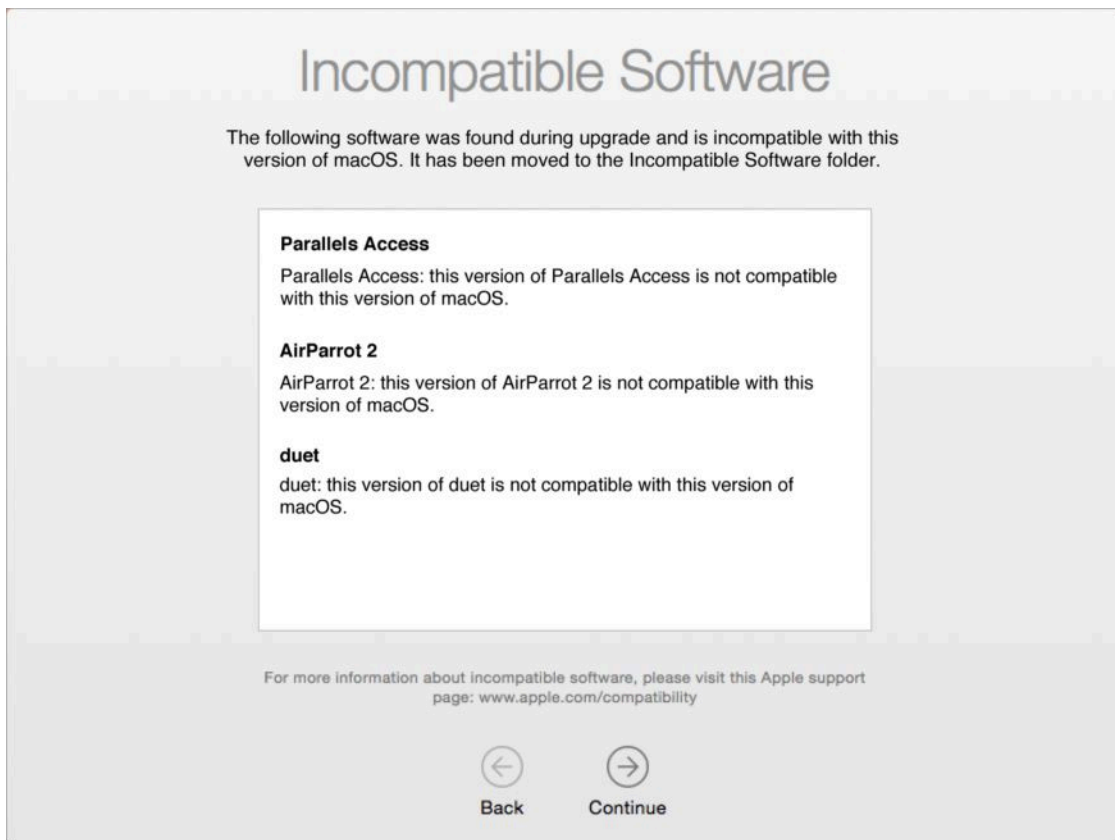 Incompatible Software
The following software was found during upgrade and is incompatible with this
version of macOS. It has been moved to the Incompatible Software folder.
Parallels Access
Parallels Access: this version of Parallels Access is not compatible
with this version of macOS.
AirParrot 2
AirParrot 2: this version of AirParrot 2 is not compatible with this
version of macOS.
duet
duet: this version of duet is not compatible with this version of
macOS.
For more information about incompatible software, please visit this Apple support
page: www.apple.com/compatibility
Back
Continue